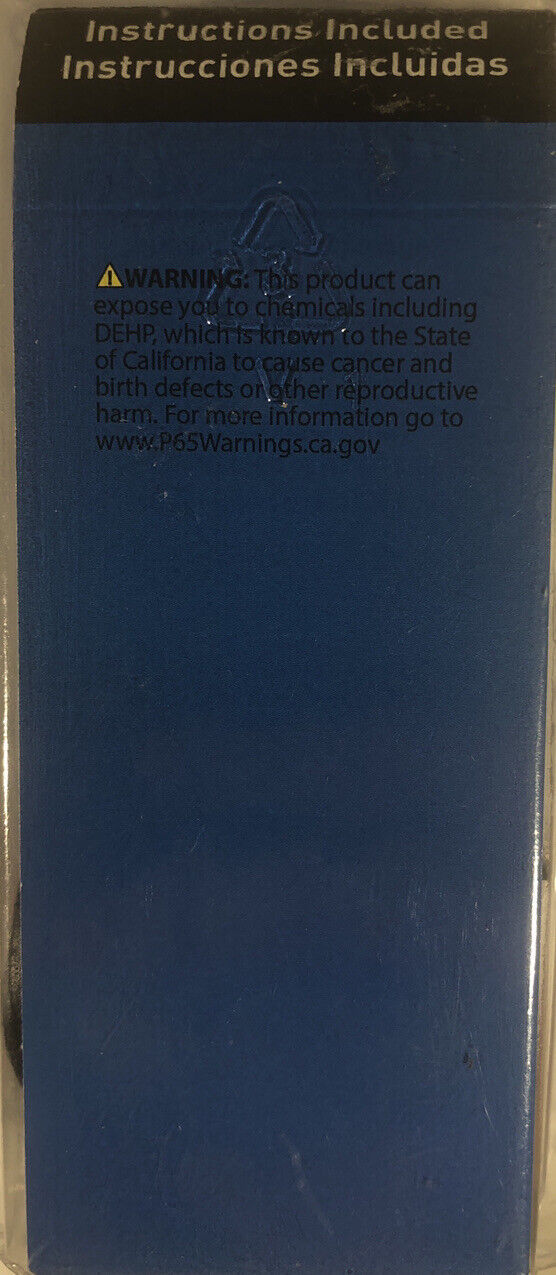 Instructions Included
Instrucciones Incluidas
WARNING: This product can
expose you to chemicals including
DEHP, which is known to the State
of California to cause cancer and
birth defects or other reproductive
harm. For more information go to
www.P65Warnings.ca.gov